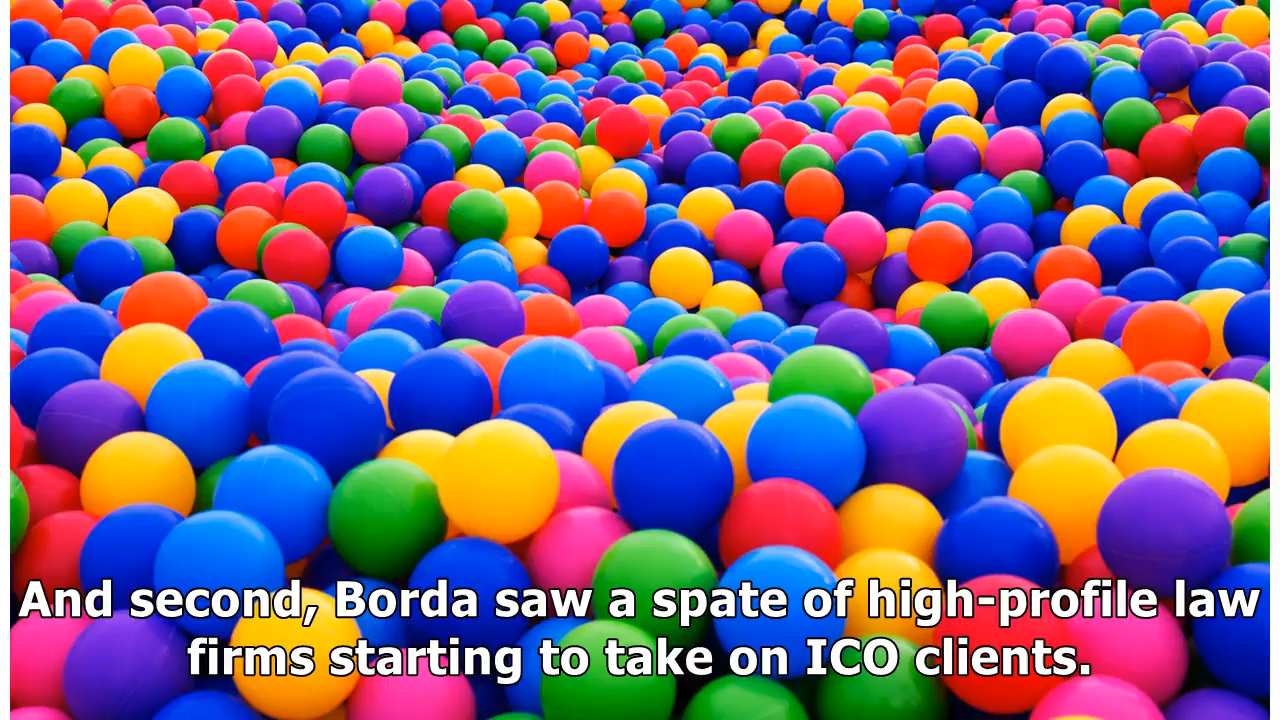 And second, Borda saw a spate of high-profile law
firms starting to take on ICO clients.